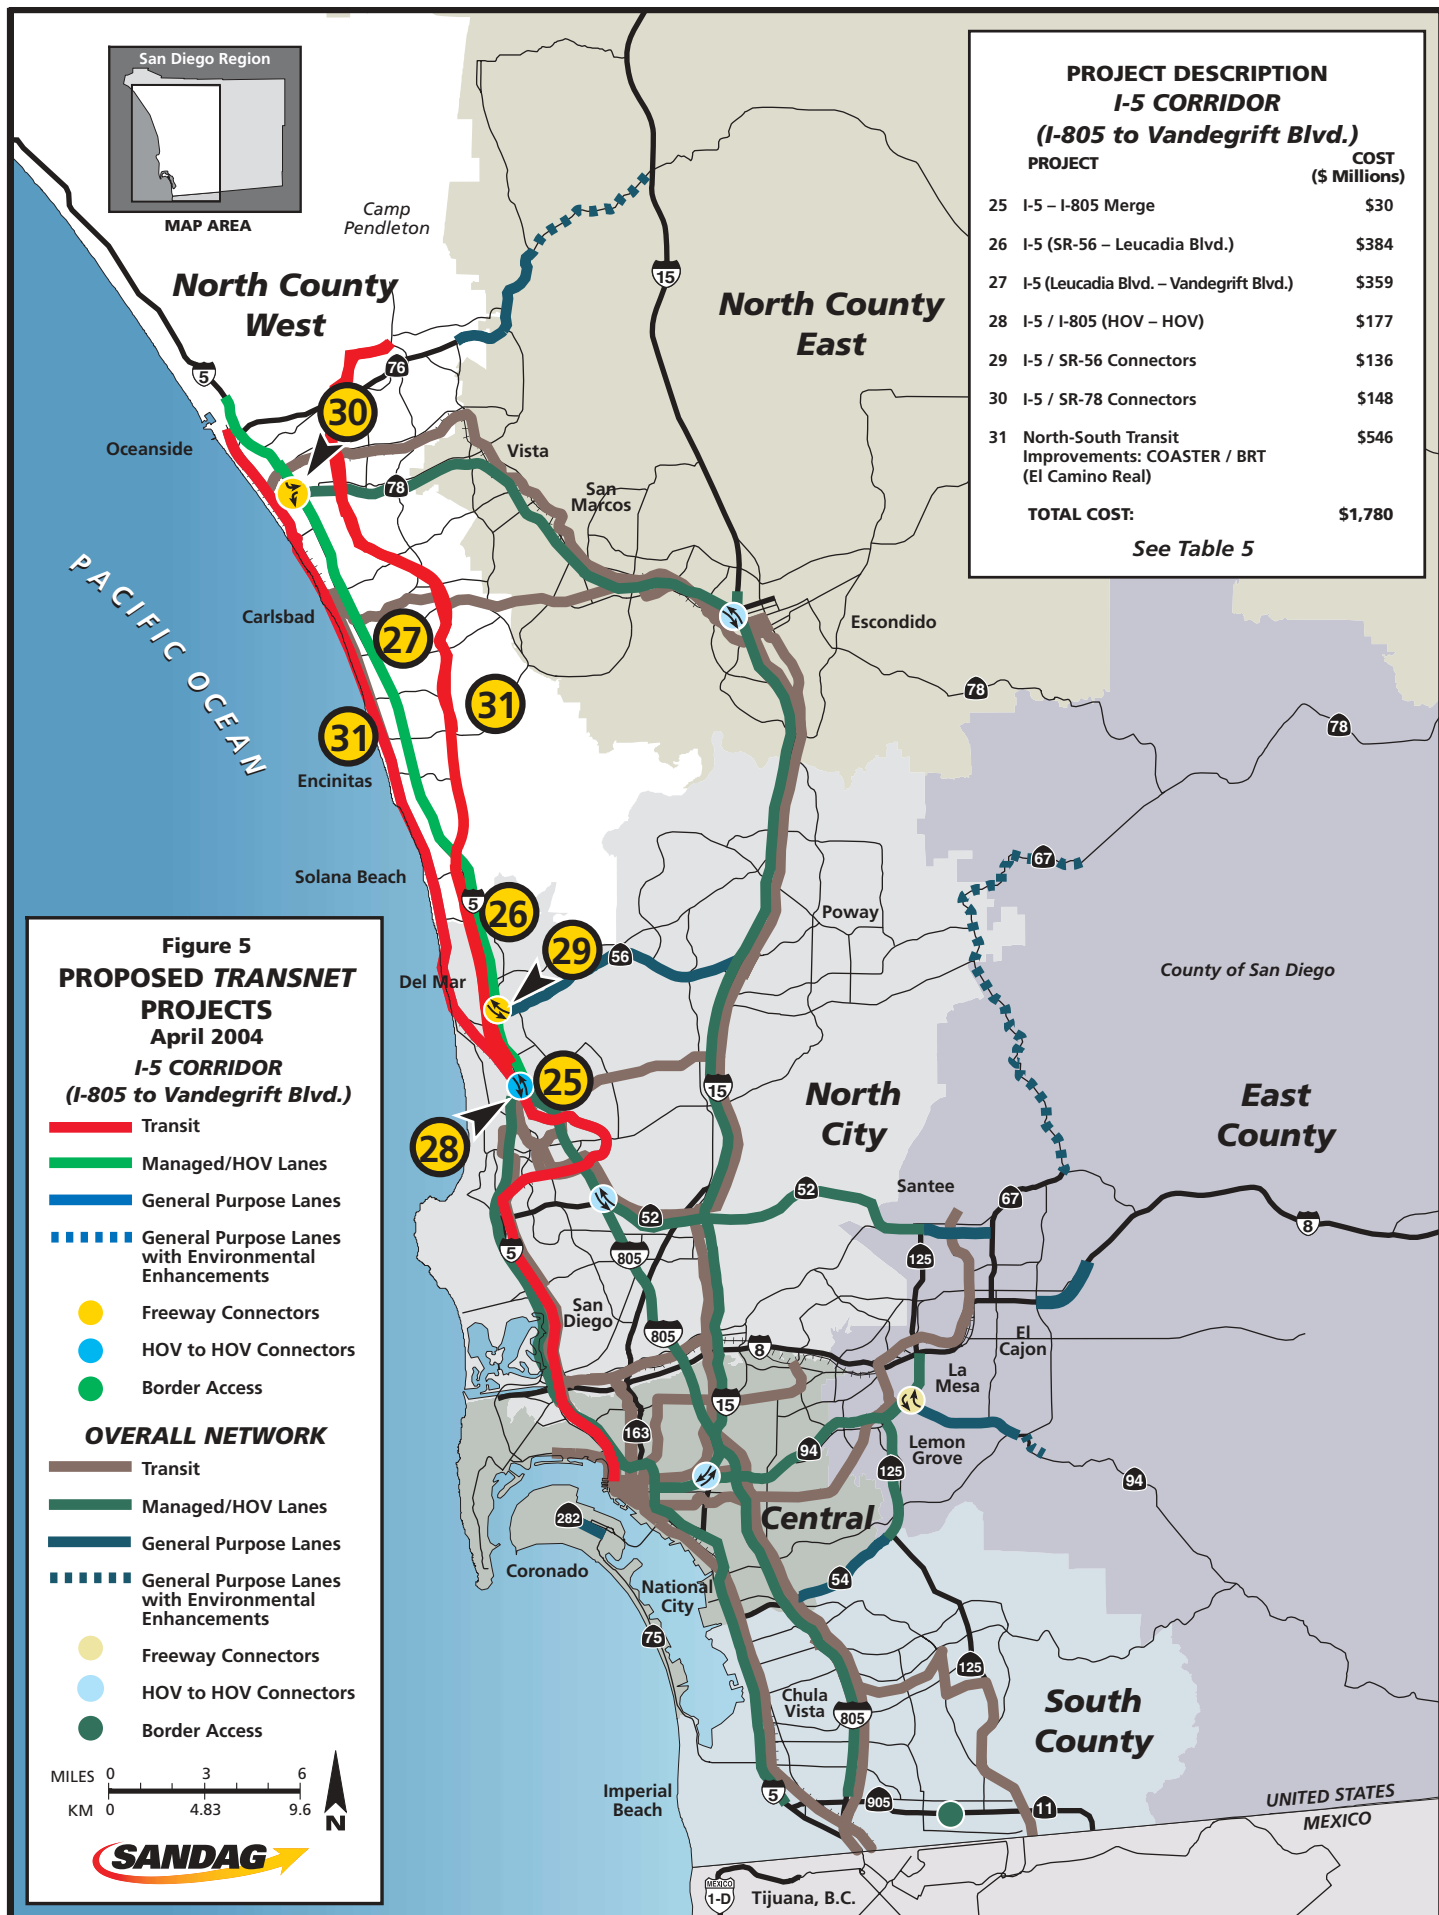 San Diego Region
MAP AREA
PROJECT DESCRIPTION
I-5 CORRIDOR
(I-805 to Vandegrift Blvd.)
PROJECT
COST
($ Millions)
25 I-5 – I-805 Merge $30
26 I-5 (SR-56 – Leucadia Blvd.) $384
27 I-5 (Leucadia Blvd. – Vandegrift Blvd.) $359
28 I-5 / I-805 (HOV – HOV) $177
29 I-5 / SR-56 Connectors $136
30 I-5 / SR-78 Connectors $148
31 North-South Transit $546
Improvements: COASTER / BRT
(El Camino Real)
TOTAL COST: $1,780
See Table 5
Camp
Pendleton
North County
West
North County
East
15
5
76
30
Oceanside
Vista
78
San
Marcos
Carlsbad
27
Escondido
31
78
78
31
Encinitas
PACIFIC OCEAN
67
Solana Beach
5
26
Poway
29
56
Del Mar
County of San Diego
25
15
North
City
East
County
28
Santee
52
67
52
8
5
805
125
San
Diego
805
8
El
Cajon
La
Mesa
15
163
94
Lemon
Grove
125
94
282
Central
Coronado
National
City
54
75
125
Chula
Vista
805
South
County
Imperial
Beach
5
905
11
UNITED STATES
MEXICO
MEXICO
1-D
Tijuana, B.C.
Figure 5
PROPOSED TRANSNET
PROJECTS
April 2004
I-5 CORRIDOR
(I-805 to Vandegrift Blvd.)
Transit
Managed/HOV Lanes
General Purpose Lanes
General Purpose Lanes
with Environmental
Enhancements
Freeway Connectors
HOV to HOV Connectors
Border Access
OVERALL NETWORK
Transit
Managed/HOV Lanes
General Purpose Lanes
General Purpose Lanes
with Environmental
Enhancements
Freeway Connectors
HOV to HOV Connectors
Border Access
MILES 0 3 6
KM 0 4.83 9.6
N
SANDAG